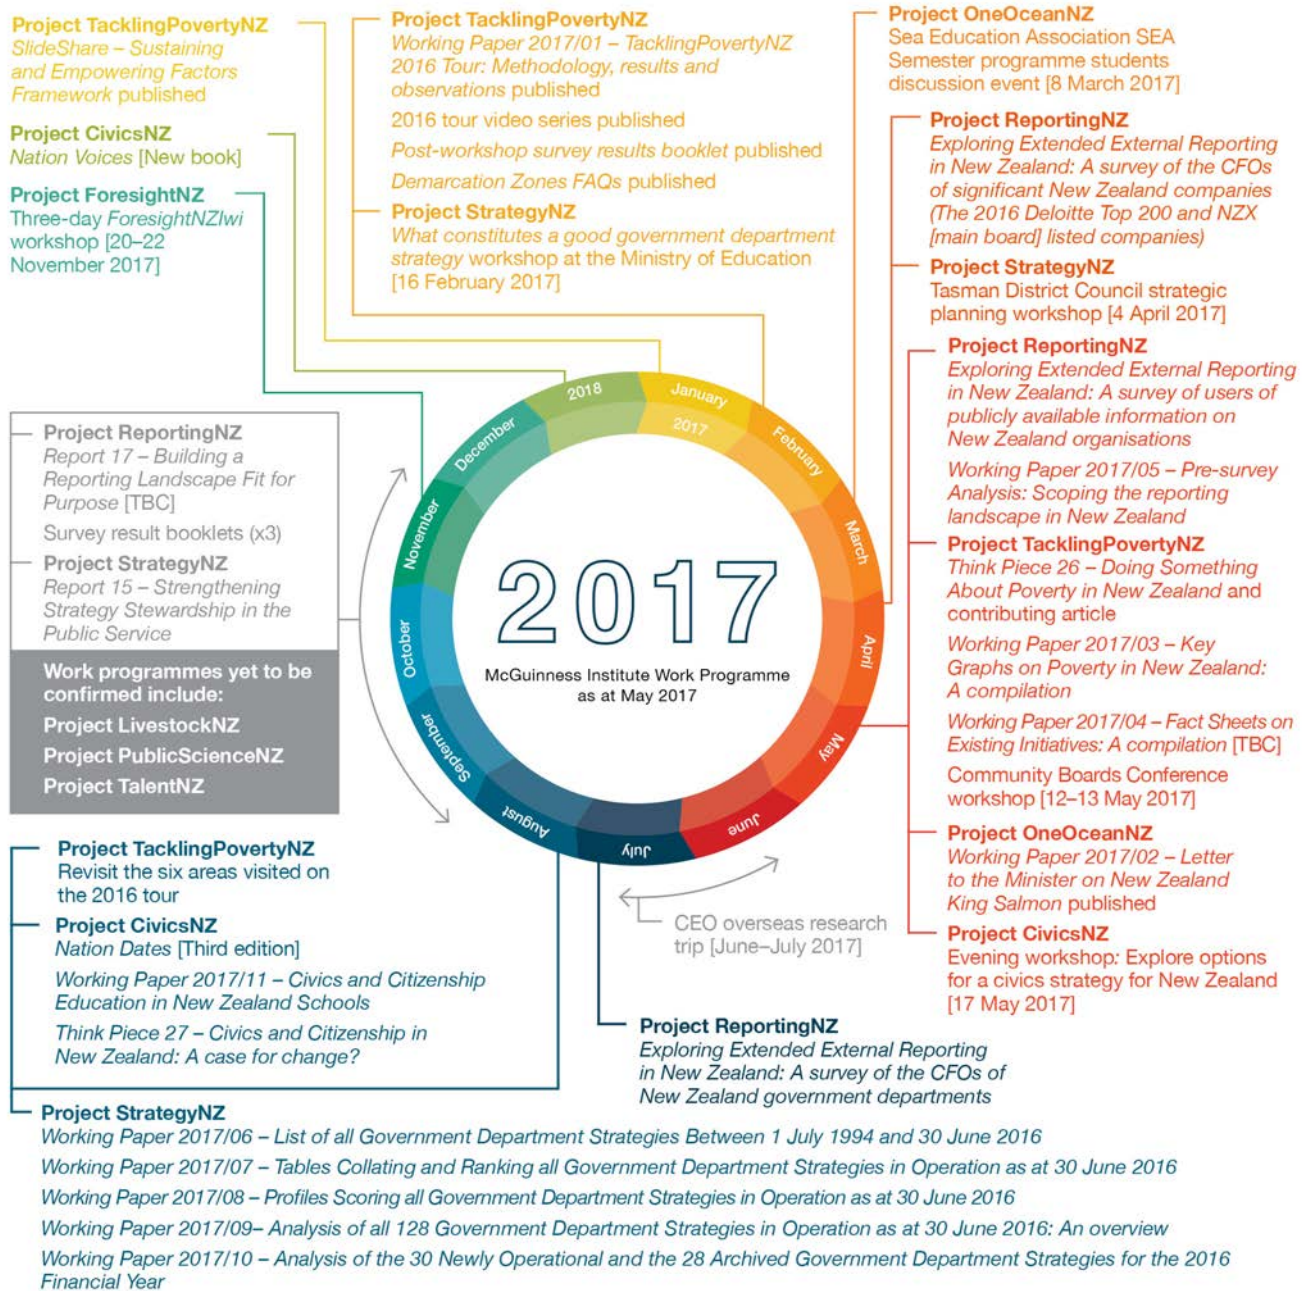 Project TacklingPovertyNZ
SlideShare – Sustaining
and Empowering Factors
Framework published
Project CivicsNZ
Nation Voices [New book]
Project ForesightNZ
Three-day ForesightNZIwi
workshop [20–22
November 2017]
Project TacklingPovertyNZ
Working Paper 2017/01 – TacklingPovertyNZ
2016 Tour: Methodology, results and
observations published
2016 tour video series published
Post-workshop survey results booklet published
Demarcation Zones FAQs published
Project StrategyNZ
What constitutes a good government department
strategy workshop at the Ministry of Education
[16 February 2017]
Project OneOceanNZ
Sea Education Association SEA
Semester programme students
discussion event [8 March 2017]
Project ReportingNZ
Exploring Extended External Reporting
in New Zealand: A survey of the CFOs
of significant New Zealand companies
(The 2016 Deloitte Top 200 and NZX
[main board] listed companies)
Project StrategyNZ
Tasman District Council strategic
planning workshop [4 April 2017]
Project ReportingNZ
Exploring Extended External Reporting
in New Zealand: A survey of users of
publicly available information on
New Zealand organisations
Working Paper 2017/05 – Pre-survey
Analysis: Scoping the reporting
landscape in New Zealand
Project TacklingPovertyNZ
Think Piece 26 – Doing Something
About Poverty in New Zealand and
contributing article
Working Paper 2017/03 – Key
Graphs on Poverty in New Zealand:
A compilation
Working Paper 2017/04 – Fact Sheets on
Existing Initiatives: A compilation [TBC]
Community Boards Conference
workshop [12–13 May 2017]
Project OneOceanNZ
Working Paper 2017/02 – Letter
to the Minister on New Zealand
King Salmon published
Project CivicsNZ
Evening workshop: Explore options
for a civics strategy for New Zealand
[17 May 2017]
2018
January
2017
February
March
April
May
June
July
August
September
October
November
December
2017
McGuinness Institute Work Programme
as at May 2017
Project ReportingNZ
Report 17 – Building a
Reporting Landscape Fit for
Purpose [TBC]
Survey result booklets (x3)
Project StrategyNZ
Report 15 – Strengthening
Strategy Stewardship in the
Public Service
Work programmes yet to be
confirmed include:
Project LivestockNZ
Project PublicScienceNZ
Project TalentNZ
CEO overseas research
trip [June–July 2017]
Project ReportingNZ
Exploring Extended External Reporting
in New Zealand: A survey of the CFOs of
New Zealand government departments
Project TacklingPovertyNZ
Revisit the six areas visited on
the 2016 tour
Project CivicsNZ
Nation Dates [Third edition]
Working Paper 2017/11 – Civics and Citizenship
Education in New Zealand Schools
Think Piece 27 – Civics and Citizenship in
New Zealand: A case for change?
Project StrategyNZ
Working Paper 2017/06 – List of all Government Department Strategies Between 1 July 1994 and 30 June 2016
Working Paper 2017/07 – Tables Collating and Ranking all Government Department Strategies in Operation as at 30 June 2016
Working Paper 2017/08 – Profiles Scoring all Government Department Strategies in Operation as at 30 June 2016
Working Paper 2017/09– Analysis of all 128 Government Department Strategies in Operation as at 30 June 2016: An overview
Working Paper 2017/10 – Analysis of the 30 Newly Operational and the 28 Archived Government Department Strategies for the 2016
Financial Year